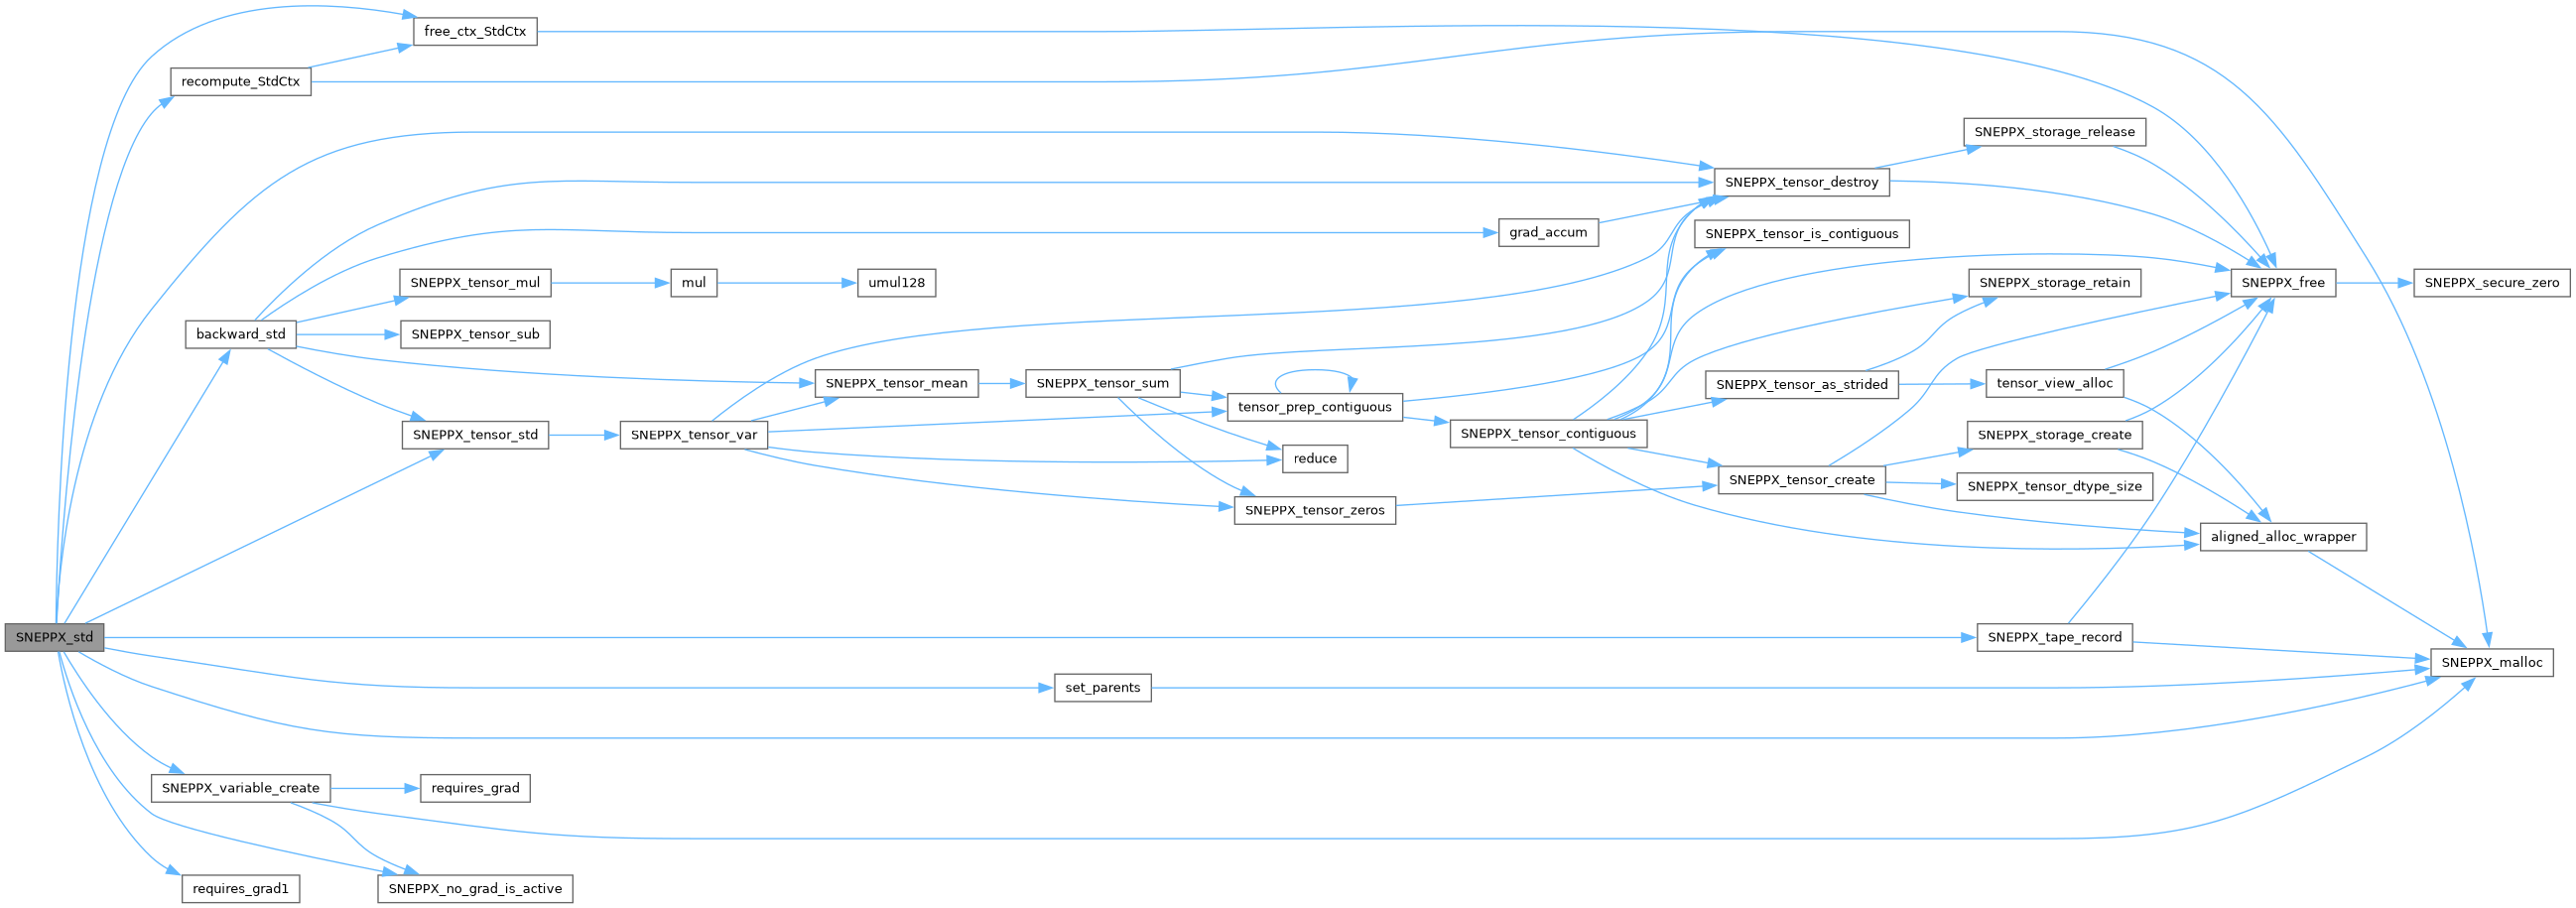 free_ctx_StdCtx
recompute_StdCtx
SNEPPX_storage_release
SNEPPX_tensor_destroy
grad_accum
SNEPPX_tensor_is_contiguous
SNEPPX_tensor_mul
mul
umul128
SNEPPX_storage_retain
SNEPPX_free
SNEPPX_secure_zero
backward_std
SNEPPX_tensor_sub
SNEPPX_tensor_mean
SNEPPX_tensor_sum
SNEPPX_tensor_as_strided
tensor_view_alloc
tensor_prep_contiguous
SNEPPX_tensor_std
SNEPPX_tensor_var
SNEPPX_tensor_contiguous
SNEPPX_storage_create
reduce
SNEPPX_tensor_create
SNEPPX_tensor_dtype_size
SNEPPX_tensor_zeros
aligned_alloc_wrapper
SNEPPX_std
SNEPPX_tape_record
SNEPPX_malloc
set_parents
SNEPPX_variable_create
requires_grad
requires_grad1
SNEPPX_no_grad_is_active